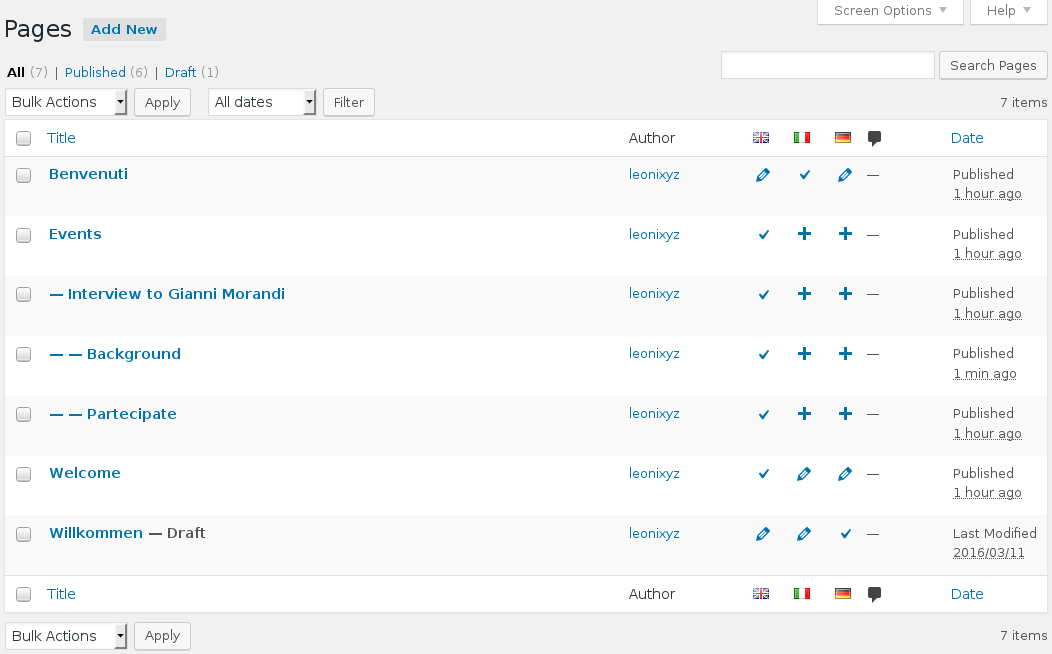 Screen Options Help
Pages Add New
All (7) | Published (6) | Draft (1)
Search Pages
Bulk Actions Apply All dates Filter 7 items
Title Author Date
Benvenuti leonixyz — Published
1 hour ago
Events leonixyz — Published
1 hour ago
— Interview to Gianni Morandi leonixyz — Published
1 hour ago
— — Background leonixyz — Published
1 min ago
— — Partecipate leonixyz — Published
1 hour ago
Welcome leonixyz — Published
1 hour ago
Willkommen — Draft leonixyz — Last Modified
2016/03/11
Title Author Date
Bulk Actions Apply 7 items